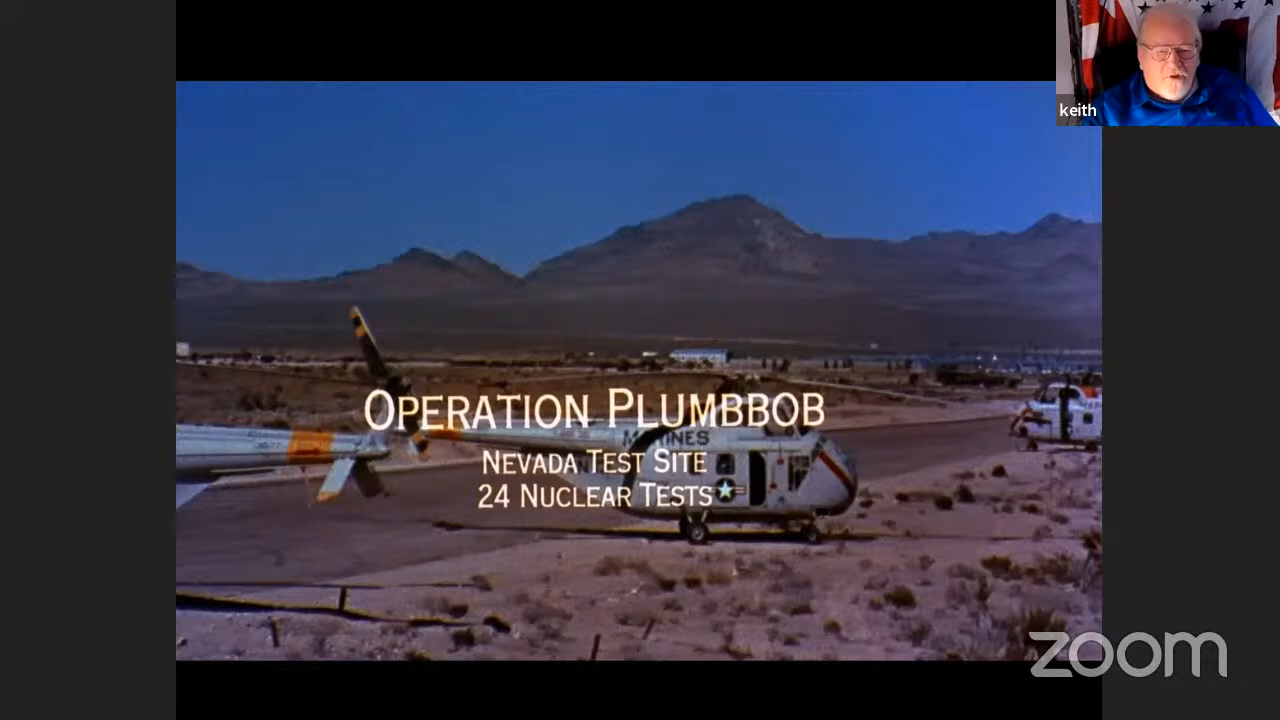 keith
OPERATION PLUMBBOB
MARINES
NEVADA TEST SITE
24 NUCLEAR TESTS
zoom